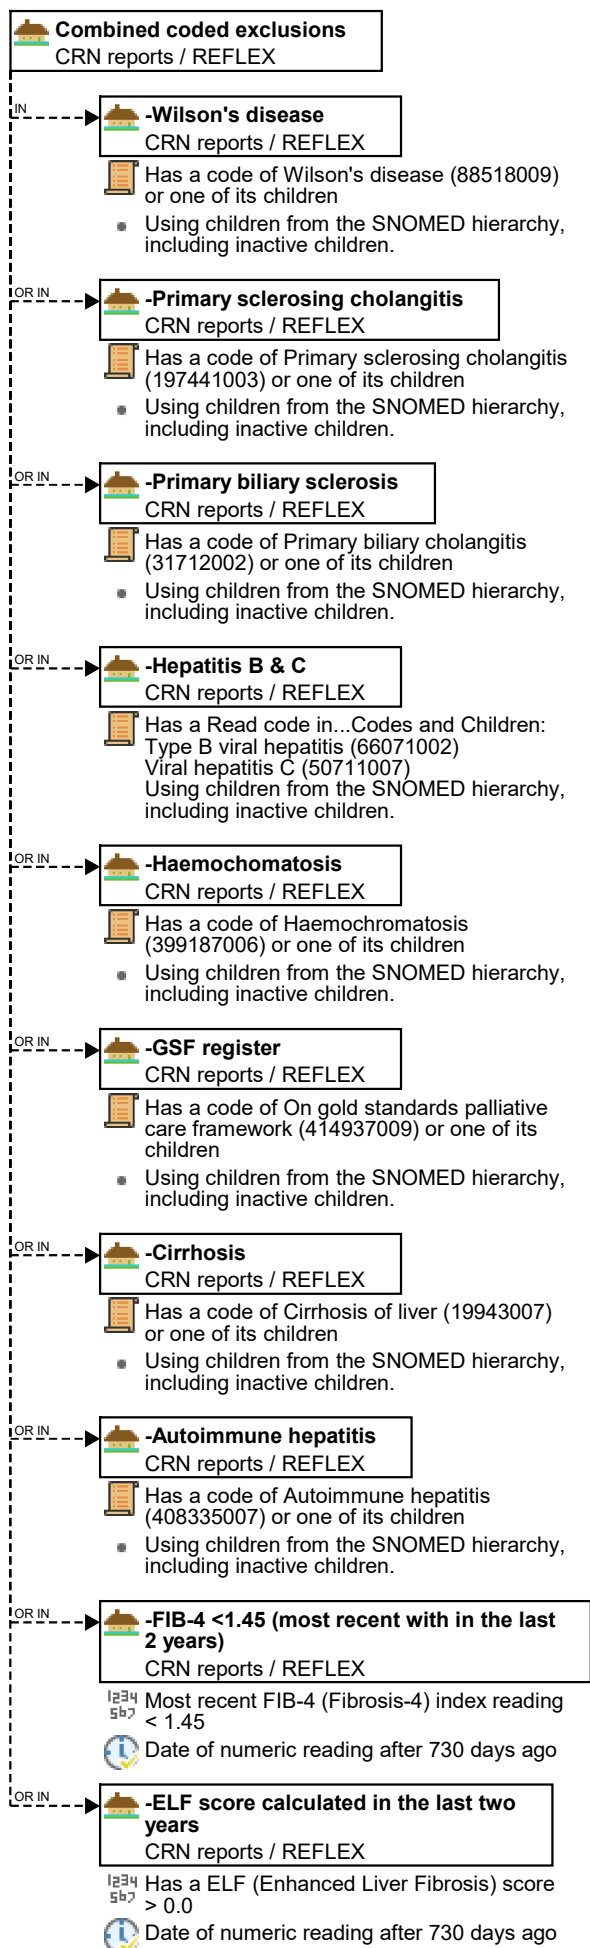 Combined coded exclusions
CRN reports / REFLEX
IN
-Wilson's disease
CRN reports / REFLEX
Has a code of Wilson's disease (88518009)
or one of its children
Using children from the SNOMED hierarchy,
including inactive children.
OR IN
-Primary sclerosing cholangitis
CRN reports / REFLEX
Has a code of Primary sclerosing cholangitis
(197441003) or one of its children
Using children from the SNOMED hierarchy,
including inactive children.
OR IN
-Primary biliary sclerosis
CRN reports / REFLEX
Has a code of Primary biliary cholangitis
(31712002) or one of its children
Using children from the SNOMED hierarchy,
including inactive children.
OR IN
-Hepatitis B & C
CRN reports / REFLEX
Has a Read code in...Codes and Children:
Type B viral hepatitis (66071002)
Viral hepatitis C (50711007)
Using children from the SNOMED hierarchy,
including inactive children.
OR IN
-Haemochomatosis
CRN reports / REFLEX
Has a code of Haemochromatosis
(399187006) or one of its children
Using children from the SNOMED hierarchy,
including inactive children.
OR IN
-GSF register
CRN reports / REFLEX
Has a code of On gold standards palliative
care framework (414937009) or one of its
children
Using children from the SNOMED hierarchy,
including inactive children.
OR IN
-Cirrhosis
CRN reports / REFLEX
Has a code of Cirrhosis of liver (19943007)
or one of its children
Using children from the SNOMED hierarchy,
including inactive children.
OR IN
-Autoimmune hepatitis
CRN reports / REFLEX
Has a code of Autoimmune hepatitis
(408335007) or one of its children
Using children from the SNOMED hierarchy,
including inactive children.
OR IN
-FIB-4 <1.45 (most recent with in the last
2 years)
CRN reports / REFLEX
1234
567
Most recent FIB-4 (Fibrosis-4) index reading
< 1.45
Date of numeric reading after 730 days ago
OR IN
-ELF score calculated in the last two
years
CRN reports / REFLEX
1234
567
Has a ELF (Enhanced Liver Fibrosis) score
> 0.0
Date of numeric reading after 730 days ago